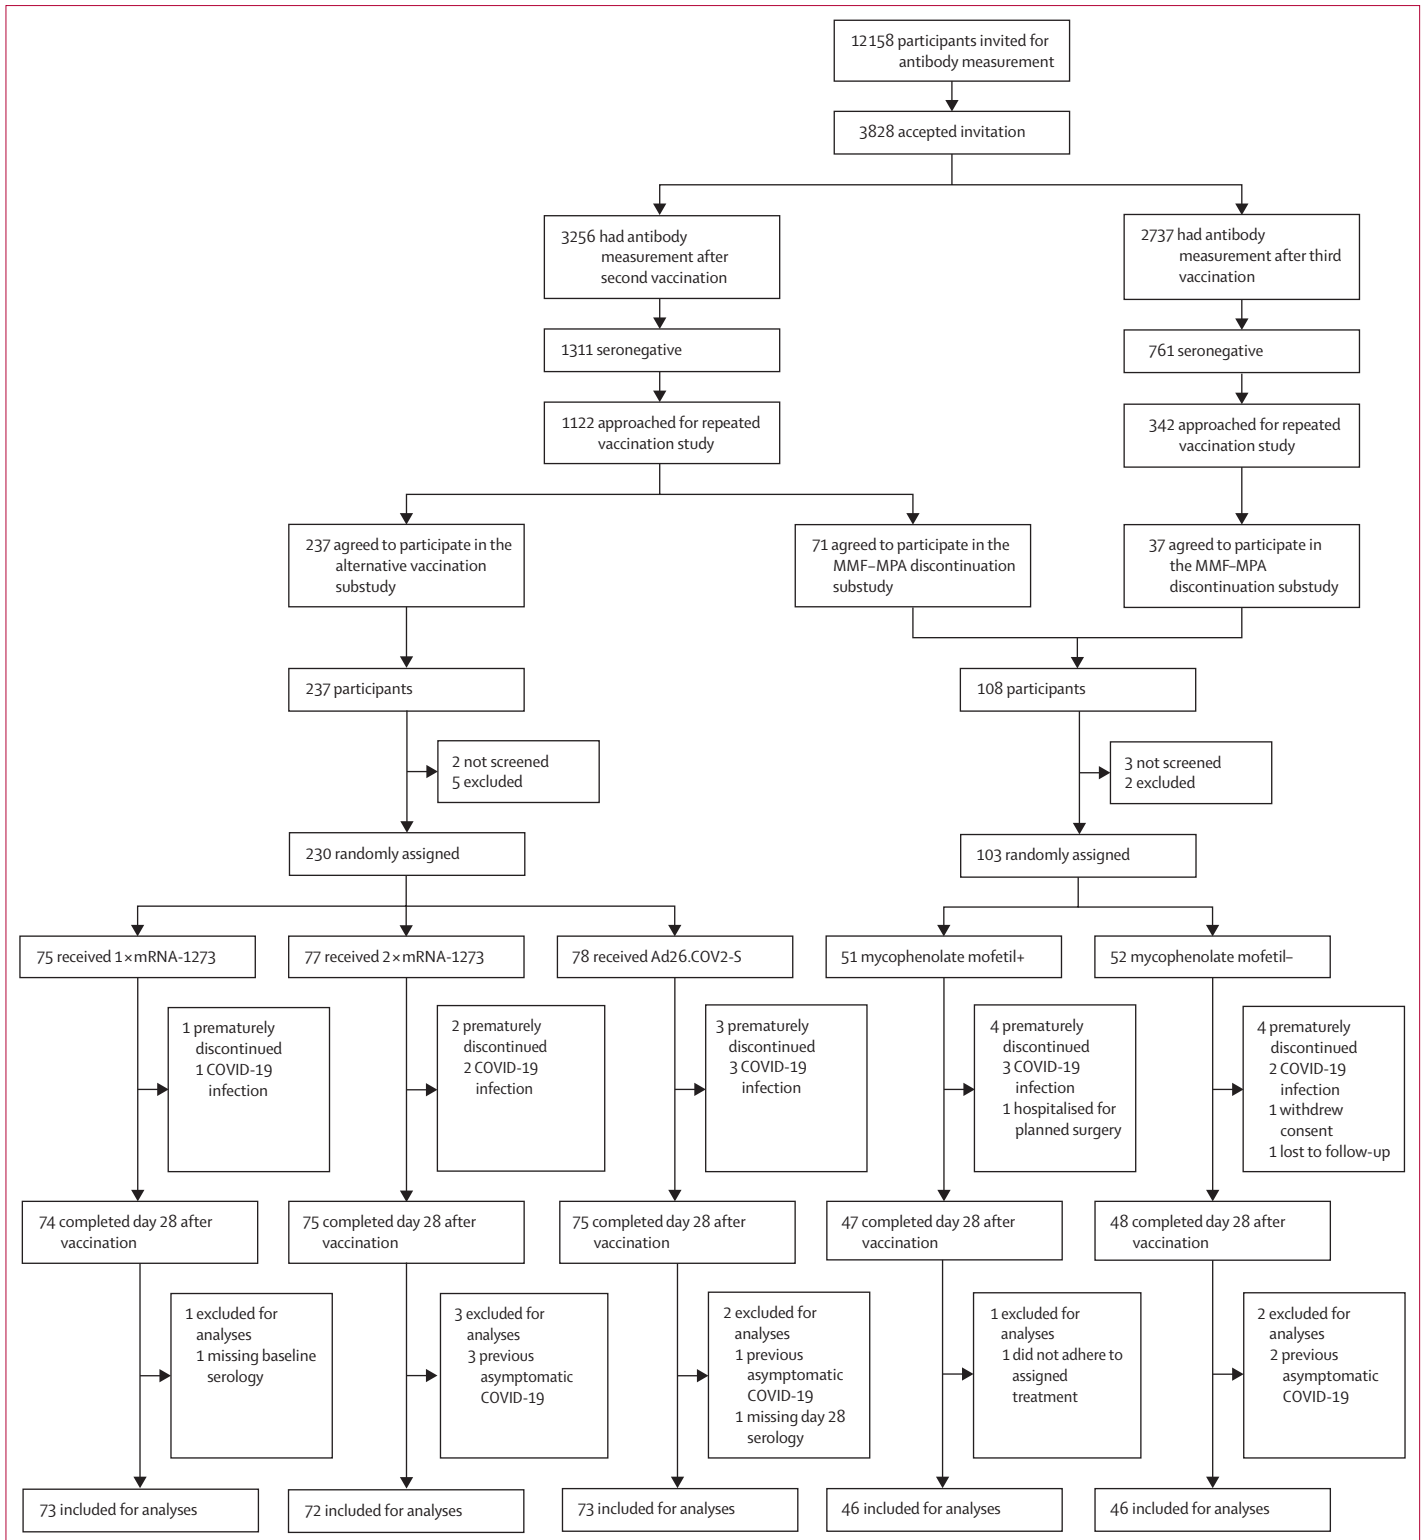 12158 participants invited for
antibody measurement
3828 accepted invitation
3256 had antibody
measurement after
second vaccination
2737 had antibody
measurement after third
vaccination
1311 seronegative
761 seronegative
1122 approached for repeated
vaccination study
342 approached for repeated
vaccination study
237 agreed to participate in the
alternative vaccination
substudy
71 agreed to participate in the
MMF–MPA discontinuation
substudy
37 agreed to participate in
the MMF–MPA
discontinuation substudy
237 participants
108 participants
2 not screened
5 excluded
3 not screened
2 excluded
230 randomly assigned
103 randomly assigned
75 received 1×mRNA-1273
77 received 2×mRNA-1273
78 received Ad26.COV2-S
51 mycophenolate mofetil+
52 mycophenolate mofetil–
1 prematurely
discontinued
1 COVID-19
infection
2 prematurely
discontinued
2 COVID-19
infection
3 prematurely
discontinued
3 COVID-19
infection
4 prematurely
discontinued
3 COVID-19
infection
1 hospitalised for
planned surgery
4 prematurely
discontinued
2 COVID-19
infection
1 withdrew
consent
1 lost to follow-up
74 completed day 28 after
vaccination
75 completed day 28 after
vaccination
75 completed day 28 after
vaccination
47 completed day 28 after
vaccination
48 completed day 28 after
vaccination
1 excluded for
analyses
1 missing baseline
serology
3 excluded for
analyses
3 previous
asymptomatic
COVID-19
2 excluded for
analyses
1 previous
asymptomatic
COVID-19
1 missing day 28
serology
1 excluded for
analyses
1 did not adhere to
assigned
treatment
2 excluded for
analyses
2 previous
asymptomatic
COVID-19
73 included for analyses
72 included for analyses
73 included for analyses
46 included for analyses
46 included for analyses